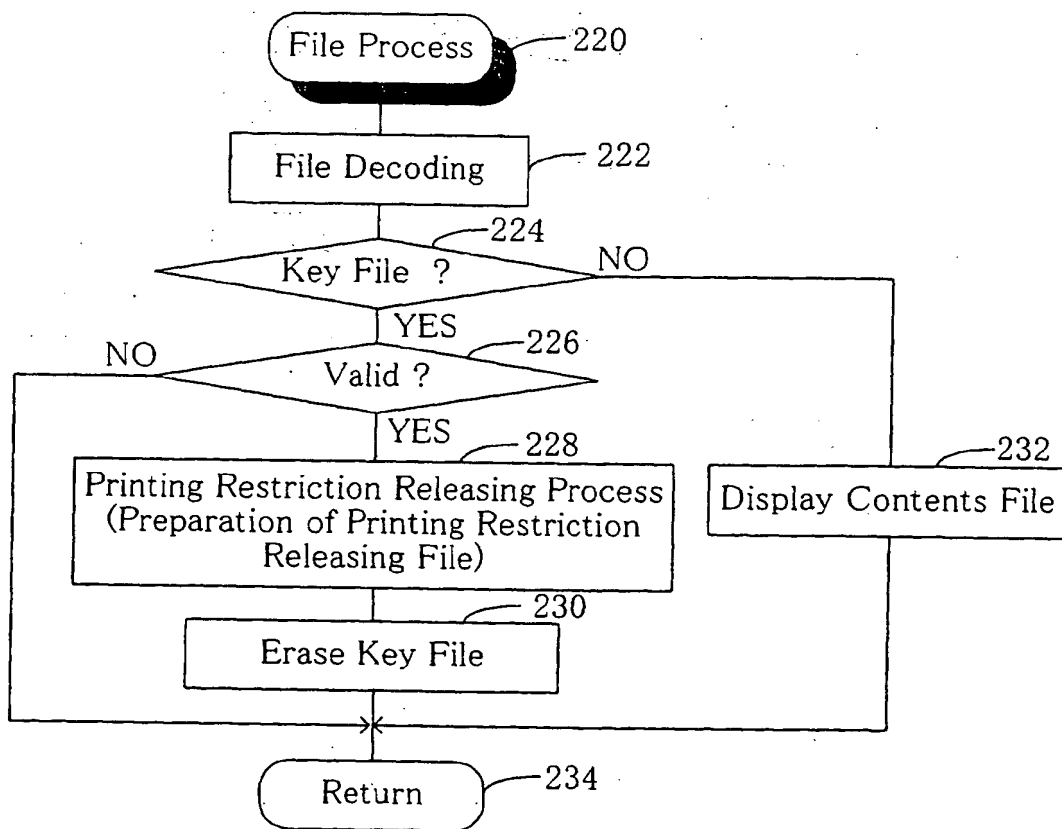 File Process
220
File Decoding
222
224
Key File ?
NO
YES
226
NO
Valid ?
YES
228
Printing Restriction Releasing Process
(Preparation of Printing Restriction
Releasing File)
232
Display Contents File
230
Erase Key File
Return
234